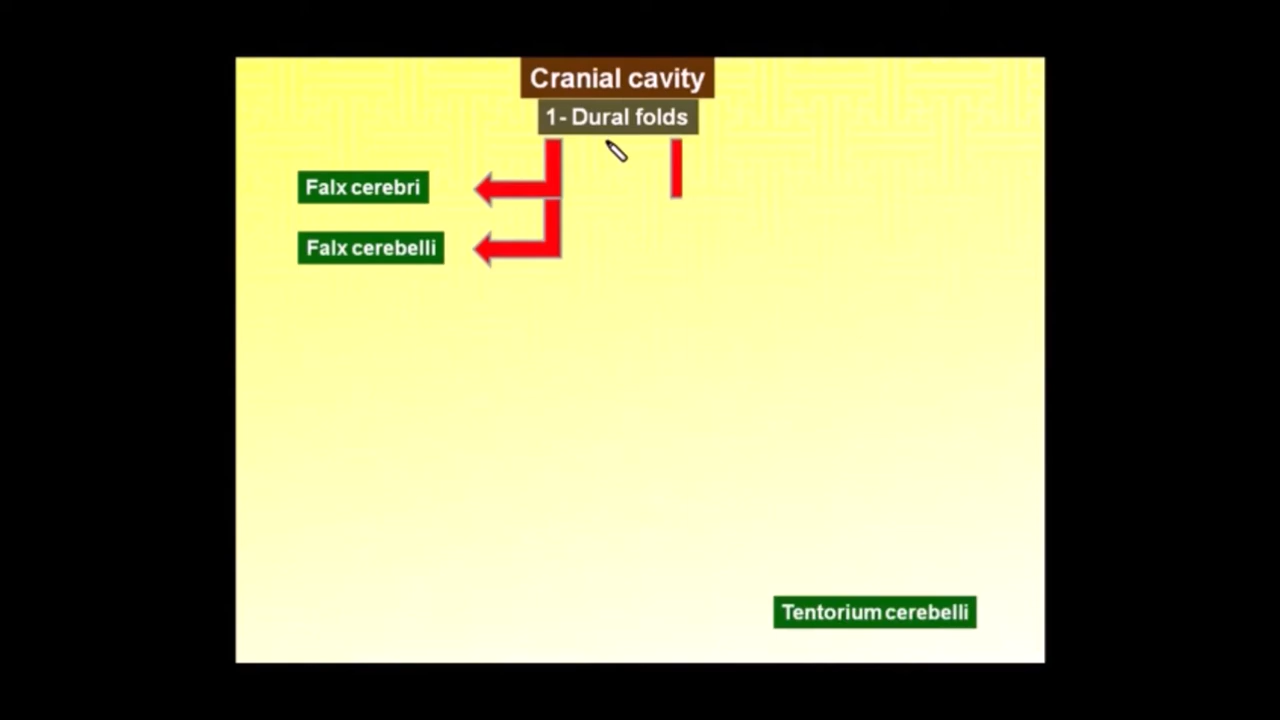 Cranial cavity
1- Dural folds
Falx cerebri
Falx cerebelli
Tentorium cerebelli